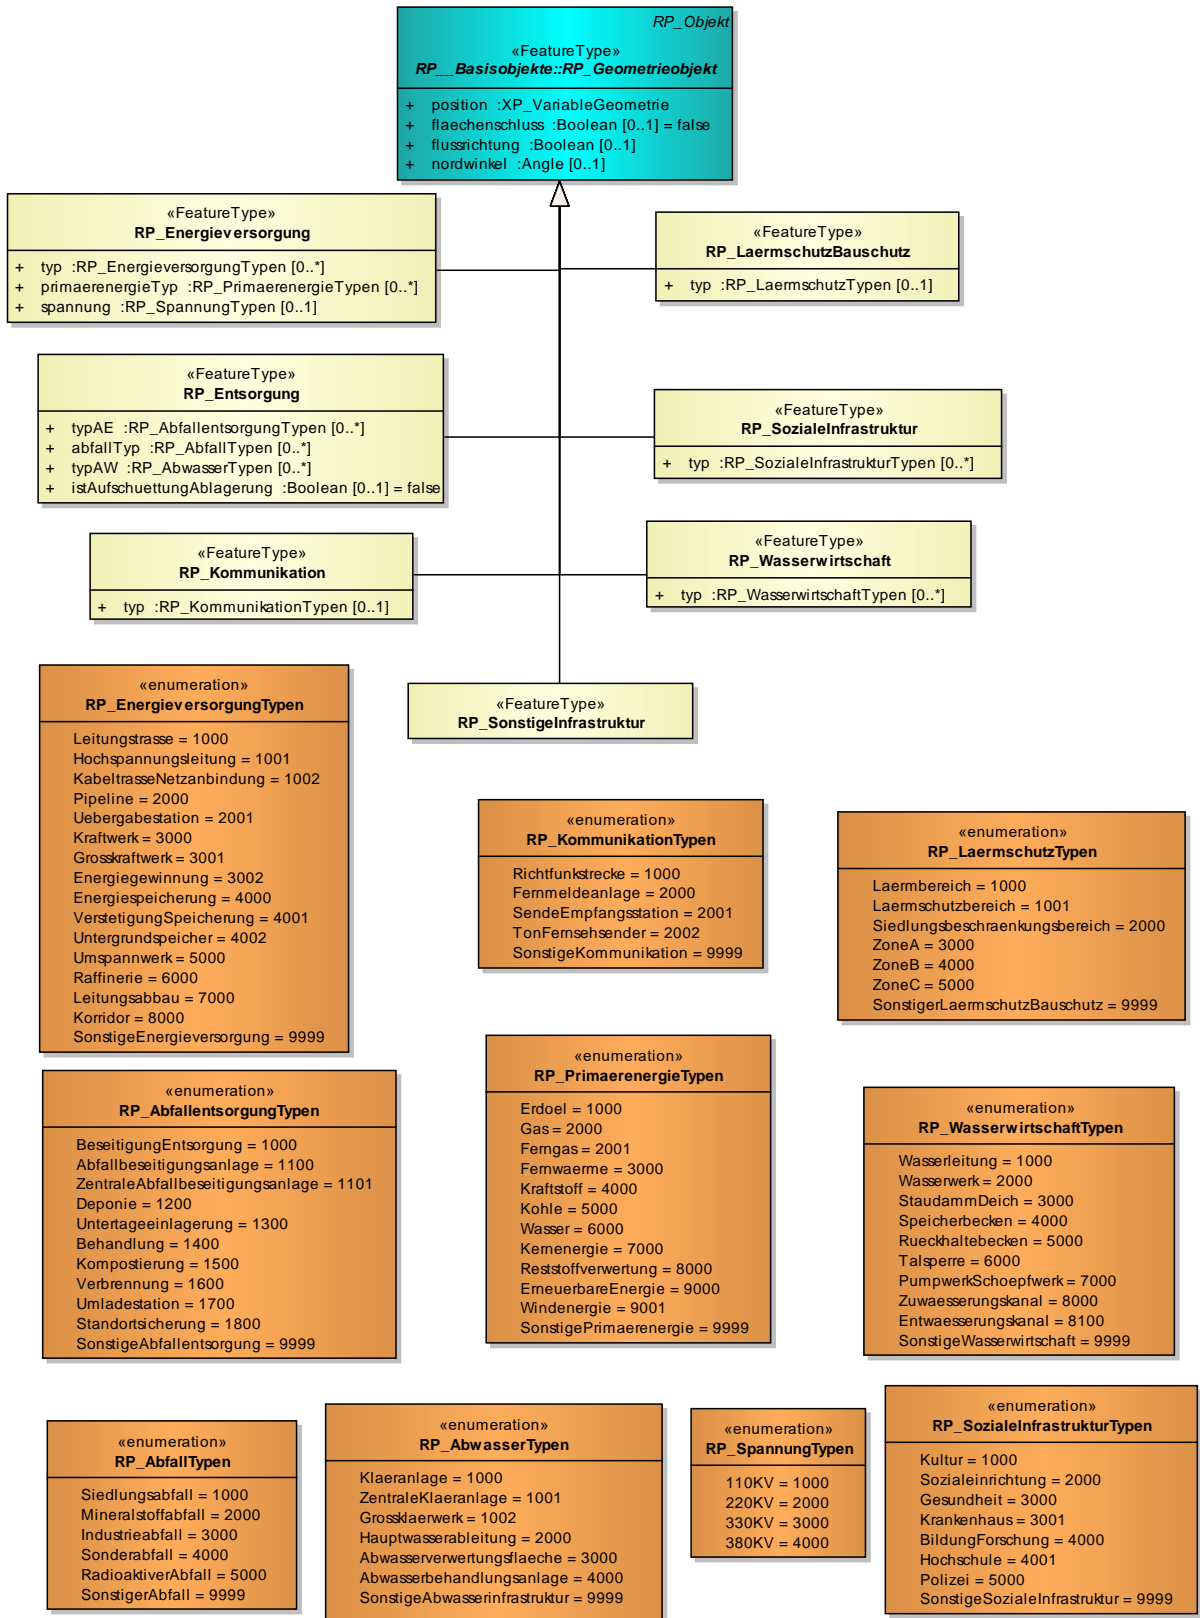 RP_Objekt
«FeatureType»
RP__Basisobjekte::RP_Geometrieobjekt
+ position :XP_VariableGeometrie
+ flaechenschluss :Boolean [0..1] = false
+ flussrichtung :Boolean [0..1]
+ nordwinkel :Angle [0..1]
«FeatureType»
RP_Energieversorgung
+ typ :RP_EnergieversorgungTypen [0..*]
+ primaerenergieTyp :RP_PrimaerenergieTypen [0..*]
+ spannung :RP_SpannungTypen [0..1]
«FeatureType»
RP_LaermschutzBauschutz
+ typ :RP_LaermschutzTypen [0..1]
«FeatureType»
RP_Entsorgung
+ typAE :RP_AbfallentsorgungTypen [0..*]
+ abfallTyp :RP_AbfallTypen [0..*]
+ typAW :RP_AbwasserTypen [0..*]
+ istAufschuettungAblagerung :Boolean [0..1] = false
«FeatureType»
RP_SozialeInfrastruktur
+ typ :RP_SozialeInfrastrukturTypen [0..*]
«FeatureType»
RP_Kommunikation
+ typ :RP_KommunikationTypen [0..1]
«FeatureType»
RP_Wasserwirtschaft
+ typ :RP_WasserwirtschaftTypen [0..*]
«FeatureType»
RP_SonstigeInfrastruktur
«enumeration»
RP_EnergieversorgungTypen
Leitungstrasse = 1000
Hochspannungsleitung = 1001
KabeltrasseNetzanbindung = 1002
Pipeline = 2000
Uebergabestation = 2001
Kraftwerk = 3000
Grosskraftwerk = 3001
Energiegewinnung = 3002
Energiespeicherung = 4000
VerstetigungSpeicherung = 4001
Untergrundspeicher = 4002
Umspannwerk = 5000
Raffinerie = 6000
Leitungsabbau = 7000
Korridor = 8000
SonstigeEnergieversorgung = 9999
«enumeration»
RP_KommunikationTypen
Richtfunkstrecke = 1000
Fernmeldeanlage = 2000
SendeEmpfangsstation = 2001
TonFernsehsender = 2002
SonstigeKommunikation = 9999
«enumeration»
RP_LaermschutzTypen
Laermbereich = 1000
Laermschutzbereich = 1001
Siedlungsbeschraenkungsbereich = 2000
ZoneA = 3000
ZoneB = 4000
ZoneC = 5000
SonstigerLaermschutzBauschutz = 9999
«enumeration»
RP_AbfallentsorgungTypen
BeseitigungEntsorgung = 1000
Abfallbeseitigungsanlage = 1100
ZentraleAbfallbeseitigungsanlage = 1101
Deponie = 1200
Untertageeinlagerung = 1300
Behandlung = 1400
Kompostierung = 1500
Verbrennung = 1600
Umladestation = 1700
Standortsicherung = 1800
SonstigeAbfallentsorgung = 9999
«enumeration»
RP_PrimaerenergieTypen
Erdoel = 1000
Gas = 2000
Ferngas = 2001
Fernwaerme = 3000
Kraftstoff = 4000
Kohle = 5000
Wasser = 6000
Kernenergie = 7000
Reststoffverwertung = 8000
ErneuerbareEnergie = 9000
Windenergie = 9001
SonstigePrimaerenergie = 9999
«enumeration»
RP_WasserwirtschaftTypen
Wasserleitung = 1000
Wasserwerk = 2000
StaudammDeich = 3000
Speicherbecken = 4000
Rueckhaltebecken = 5000
Talsperre = 6000
PumpwerkSchoepfwerk = 7000
Zuwaesserungskanal = 8000
Entwaesserungskanal = 8100
SonstigeWasserwirtschaft = 9999
«enumeration»
RP_AbfallTypen
Siedlungsabfall = 1000
Mineralstoffabfall = 2000
Industrieabfall = 3000
Sonderabfall = 4000
RadioaktiverAbfall = 5000
SonstigerAbfall = 9999
«enumeration»
RP_AbwasserTypen
Klaeranlage = 1000
ZentraleKlaeranlage = 1001
Grossklaerwerk = 1002
Hauptwasserableitung = 2000
Abwasserverwertungsflaeche = 3000
Abwasserbehandlungsanlage = 4000
SonstigeAbwasserinfrastruktur = 9999
«enumeration»
RP_SpannungTypen
110KV = 1000
220KV = 2000
330KV = 3000
380KV = 4000
«enumeration»
RP_SozialeInfrastrukturTypen
Kultur = 1000
Sozialeinrichtung = 2000
Gesundheit = 3000
Krankenhaus = 3001
BildungForschung = 4000
Hochschule = 4001
Polizei = 5000
SonstigeSozialeInfrastruktur = 9999